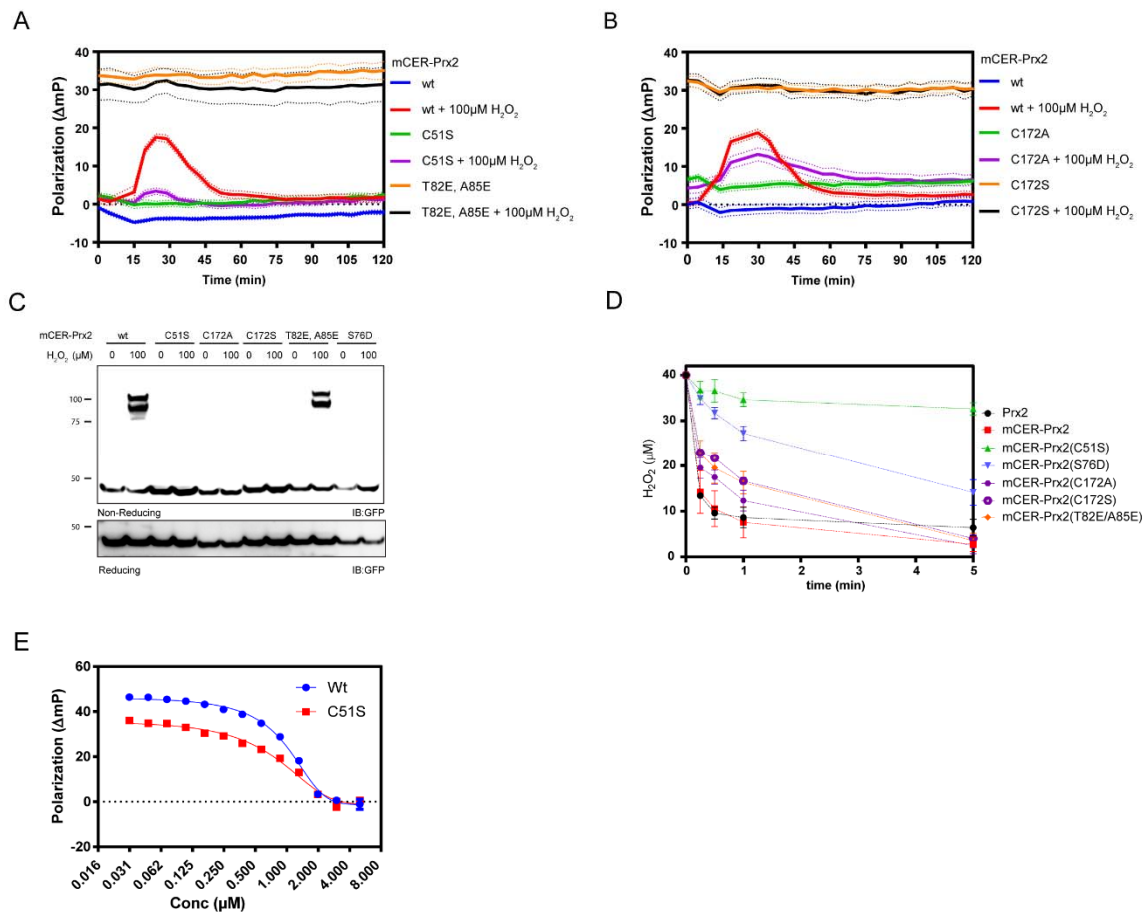 A
mCER-Prx2
40
30
20
10
0
-10
Polarization (ΔmP)
0 15 30 45 60 75 90 105 120
Time (min)
wt
wt + 100µM H₂O₂
C51S
C51S + 100µM H₂O₂
T82E, A85E
T82E, A85E + 100µM H₂O₂
B
mCER-Prx2
40
30
20
10
0
-10
Polarization (ΔmP)
0 15 30 45 60 75 90 105 120
Time (min)
wt
wt + 100µM H₂O₂
C172A
C172A + 100µM H₂O₂
C172S
C172S + 100µM H₂O₂
C
mCER-Prx2 wt C51S C172A C172S T82E, A85E S76D
H₂O₂ (µM) 0 100 0 100 0 100 0 100 0 100 0 100
100
75
50
Non-Reducing IB:GFP
50
Reducing IB:GFP
D
40
30
20
10
0
H₂O₂ (µM)
0 1 2 3 4 5
time (min)
Prx2
mCER-Prx2
mCER-Prx2(C51S)
mCER-Prx2(S76D)
mCER-Prx2(C172A)
mCER-Prx2(C172S)
mCER-Prx2(T82E/A85E)
E
60
40
20
0
-20
Polarization (ΔmP)
0.016 0.031 0.062 0.125 0.250 0.500 1.000 2.000 4.000 8.000
Conc (µM)
Wt
C51S